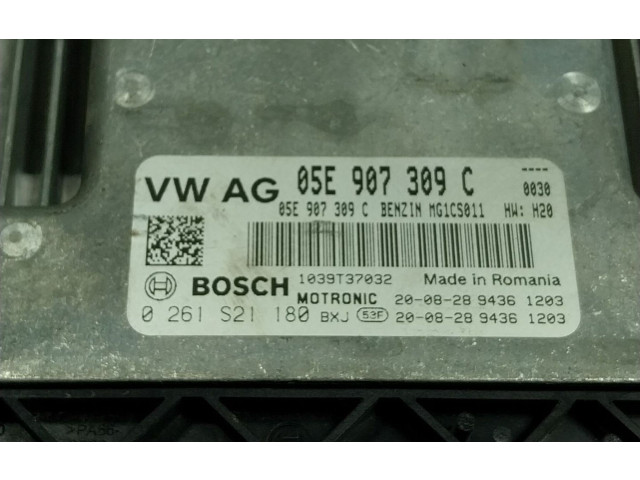 VW AG 05E 907 309 C ----
0030
05E 907 309 C BENZIN MG1CS011 HW: H20
BOSCH 1039T37032 Made in Romania
MOTRONIC 20-08-28 9436 1203
0 261 S21 180 BXJ 53F 20-08-28 9436 1203